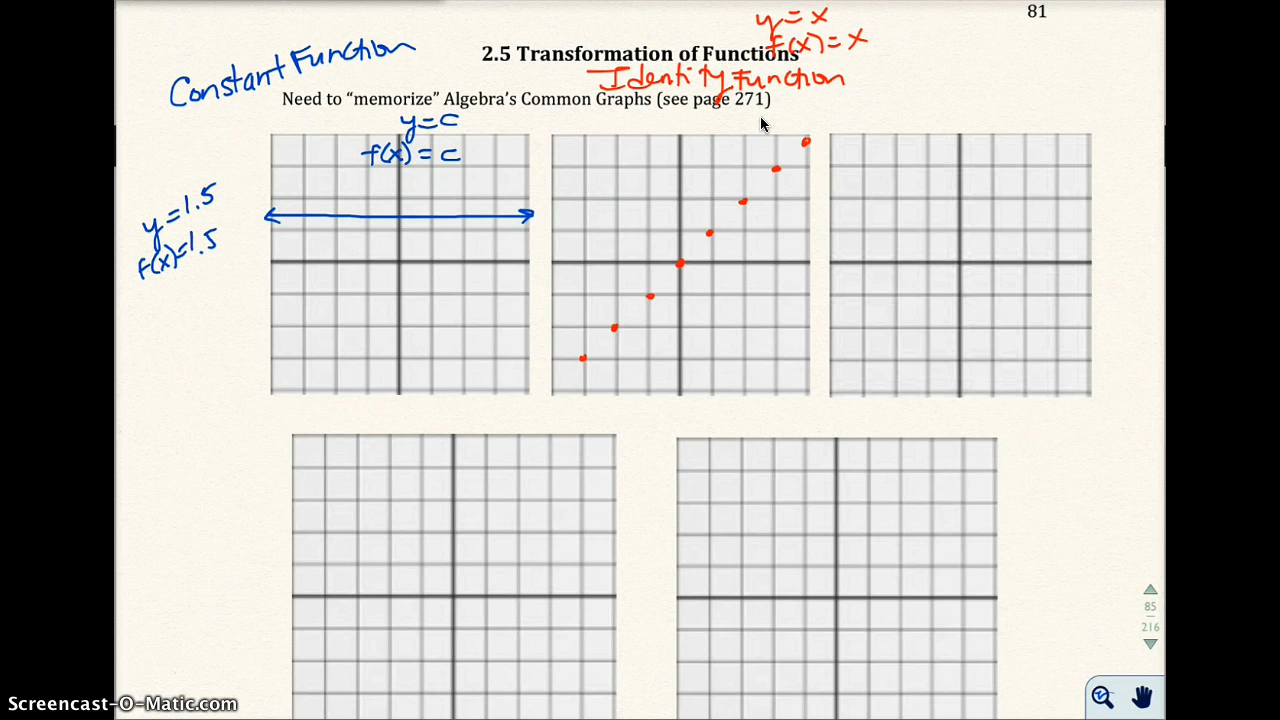 81
y = x
f(x) = x
2.5 Transformation of Functions
Constant Function
Identity Function
Need to “memorize” Algebra’s Common Graphs (see page 271)
y = c
f(x) = c
y = 1.5
f(x) = 1.5
85
216
Screencast-O-Matic.com